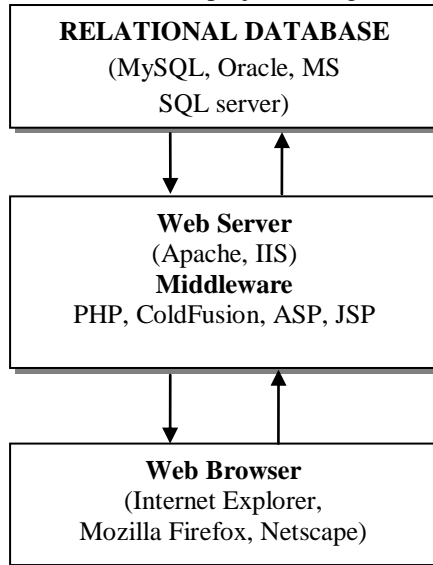 RELATIONAL DATABASE
(MySQL, Oracle, MS
SQL server)
Web Server
(Apache, IIS)
Middleware
PHP, ColdFusion, ASP, JSP
Web Browser
(Internet Explorer,
Mozilla Firefox, Netscape)